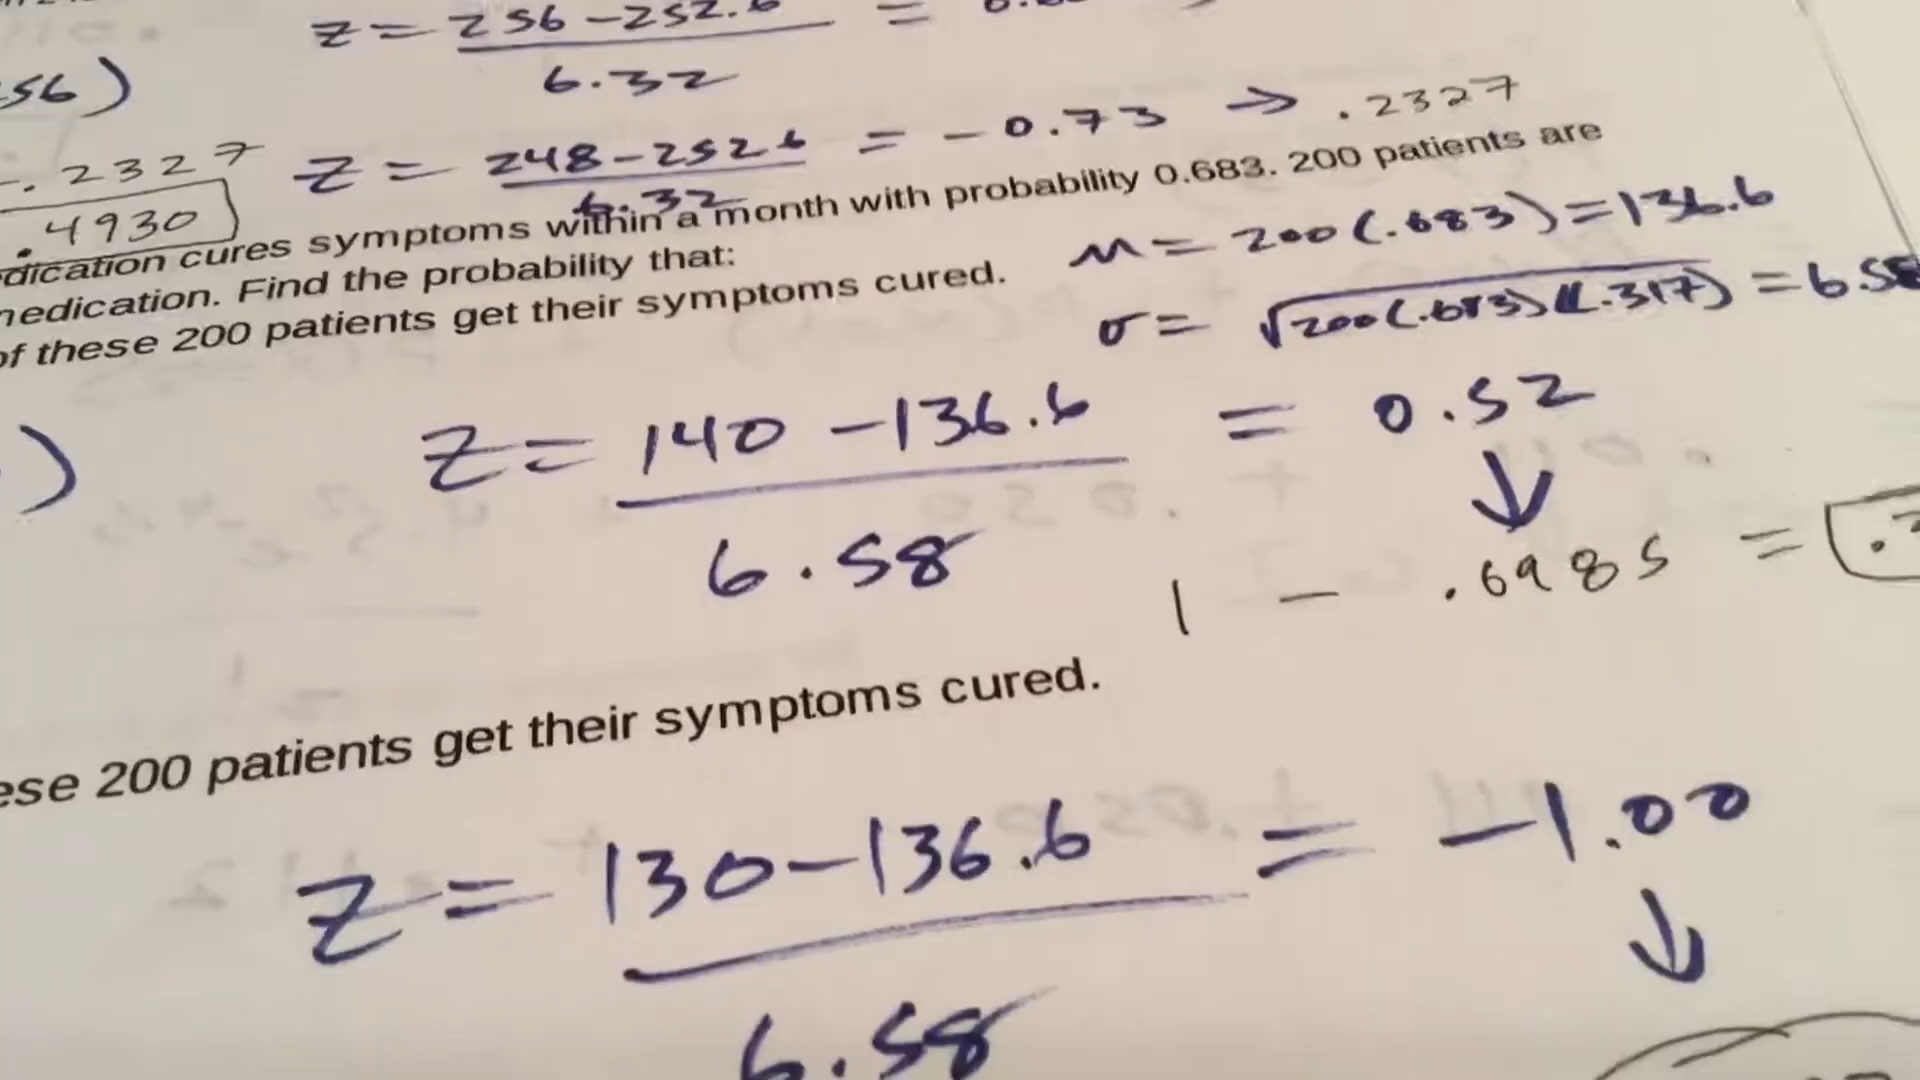 z = 256 - 252.6 =
6.32
56)
z = 248 - 252.6 = - 0.73 → .2327
6.32
- .2327
.4930
dication cures symptoms within a month with probability 0.683. 200 patients are
nedication. Find the probability that:
of these 200 patients get their symptoms cured.
M = 200(.683) = 136.6
σ = √200(.683)(.317) = 6.58
)
z = 140 - 136.6 = 0.52
6.58
↓
1 - .6985 =
ese 200 patients get their symptoms cured.
z = 130 - 136.6 = -1.00
6.58
↓